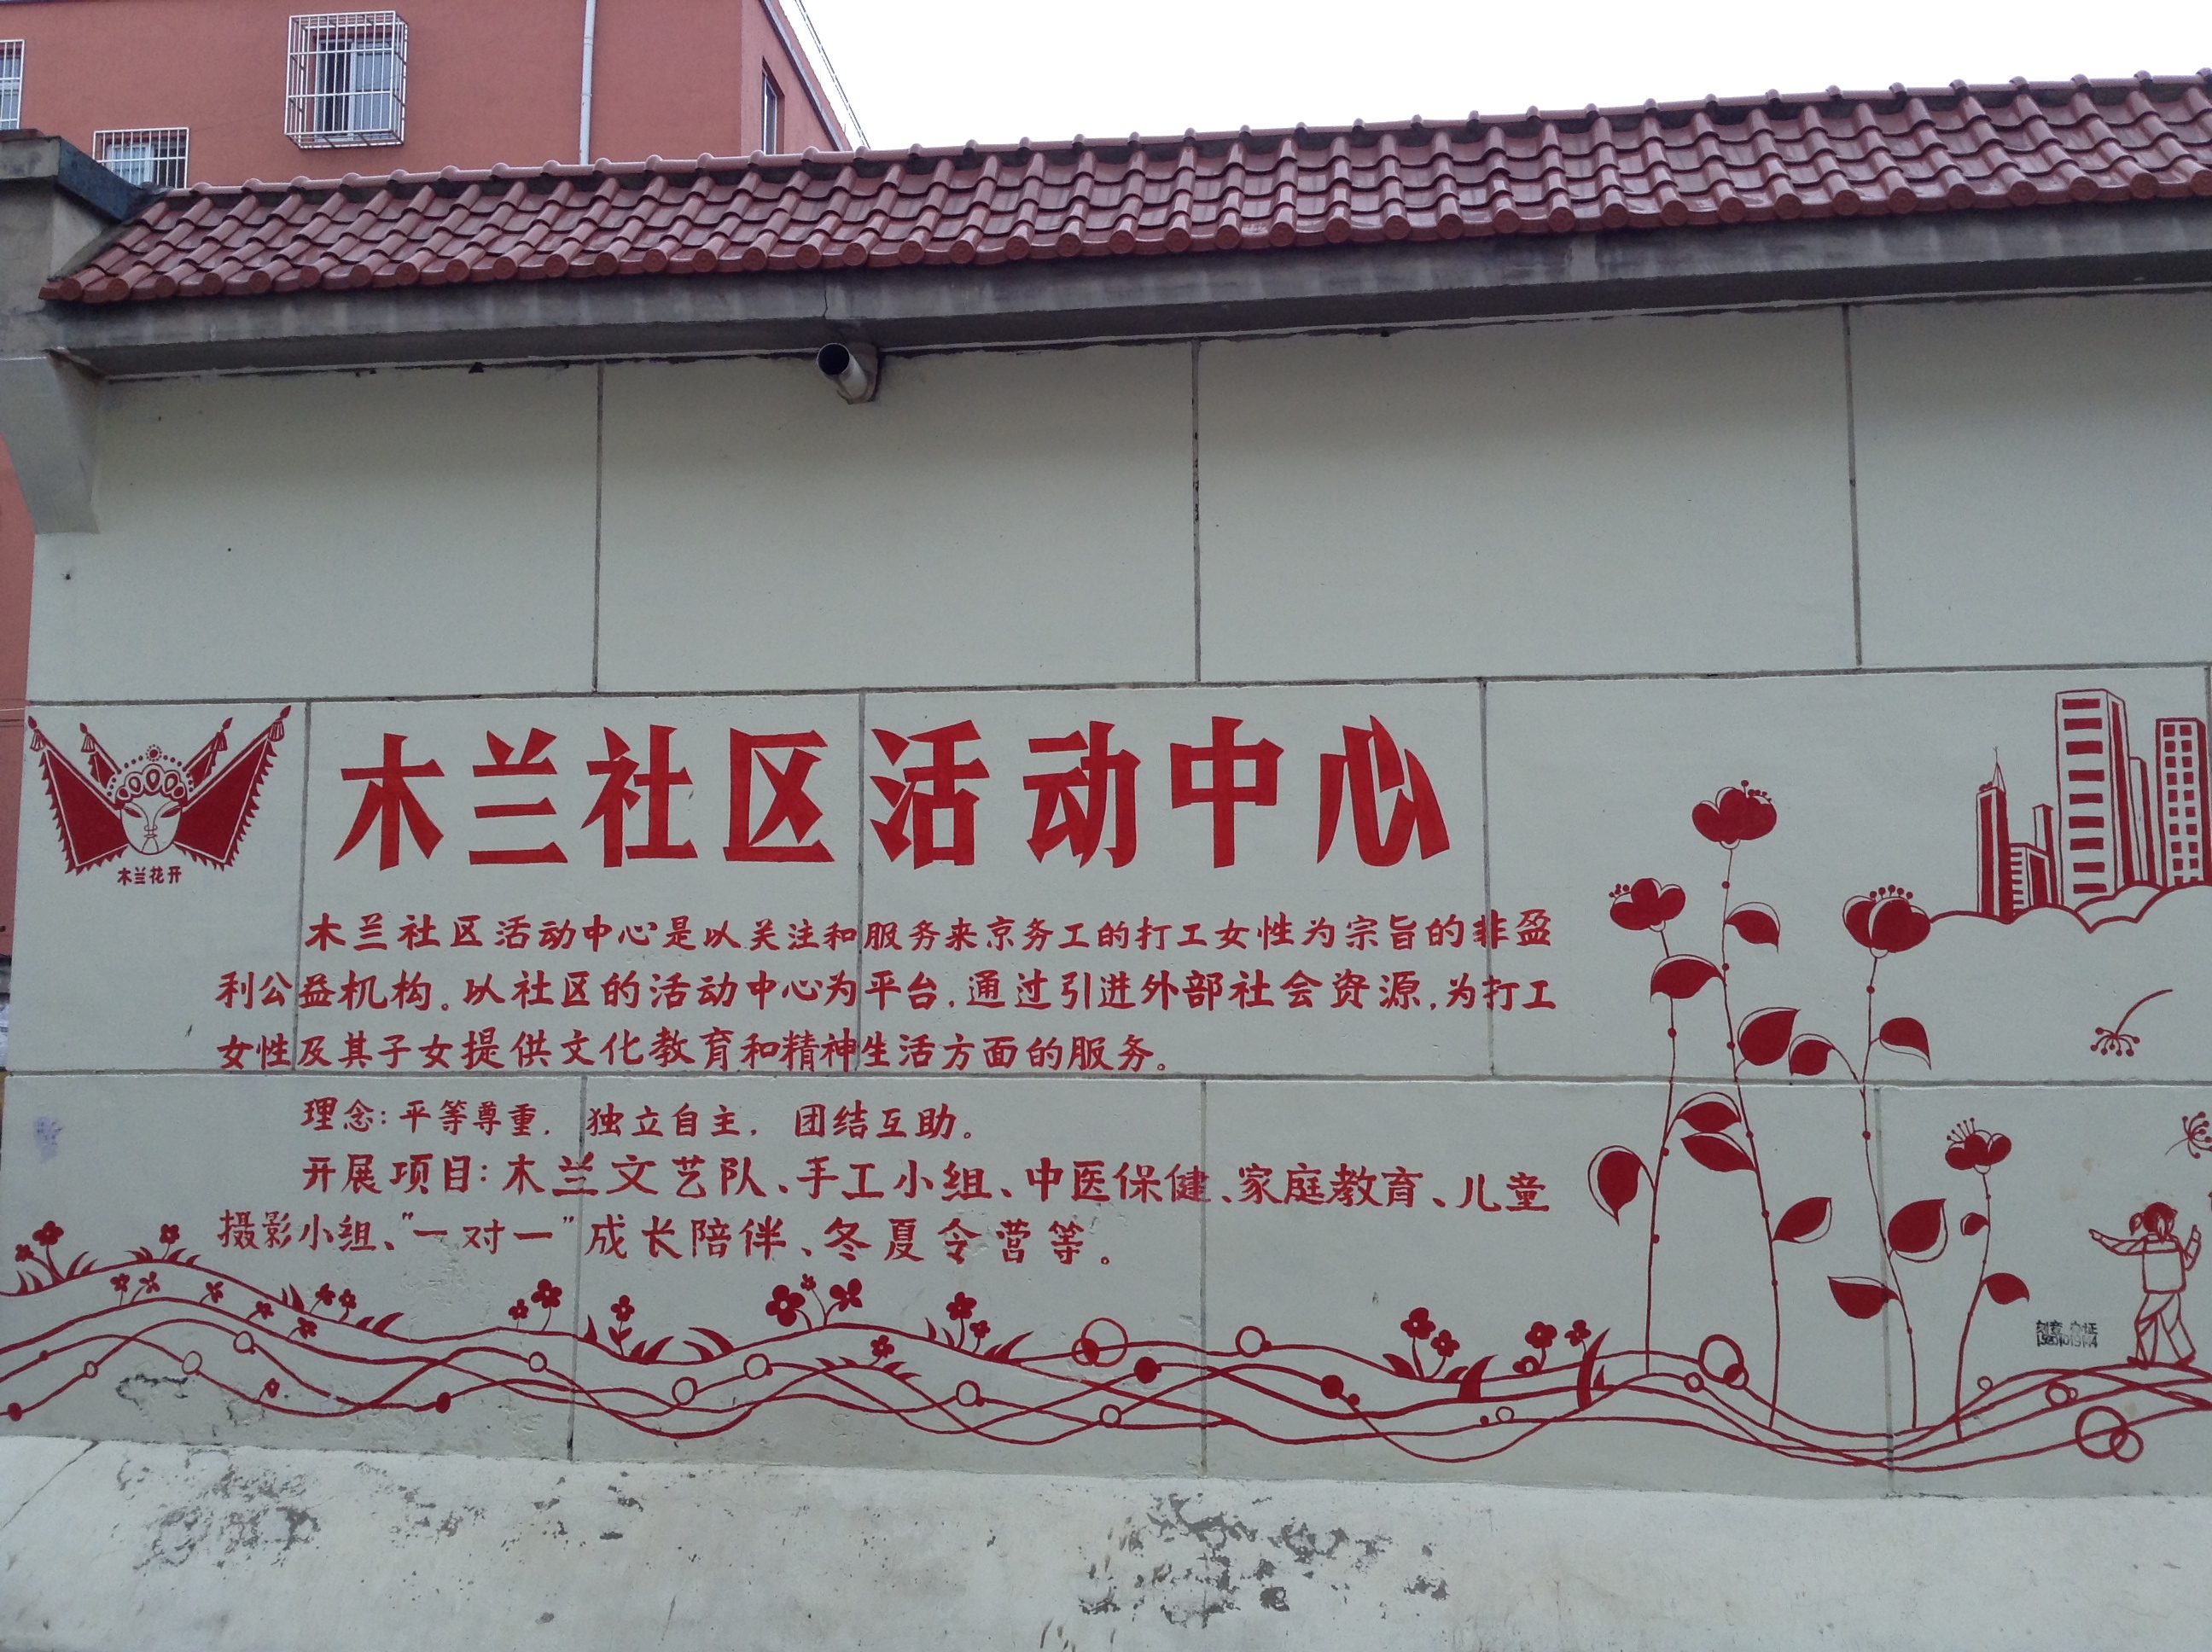 木兰社区活动中心
木兰花开
木兰社区活动中心是以关注和服务来京务工的打工女性为宗旨的非盈
利公益机构。以社区的活动中心为平台,通过引进外部社会资源,为打工
女性及其子女提供文化教育和精神生活方面的服务。
理念:平等尊重, 独立自主, 团结互助。
开展项目:木兰文艺队、手工小组、中医保健、家庭教育、儿童
摄影小组、"一对一"成长陪伴、冬夏令营等。